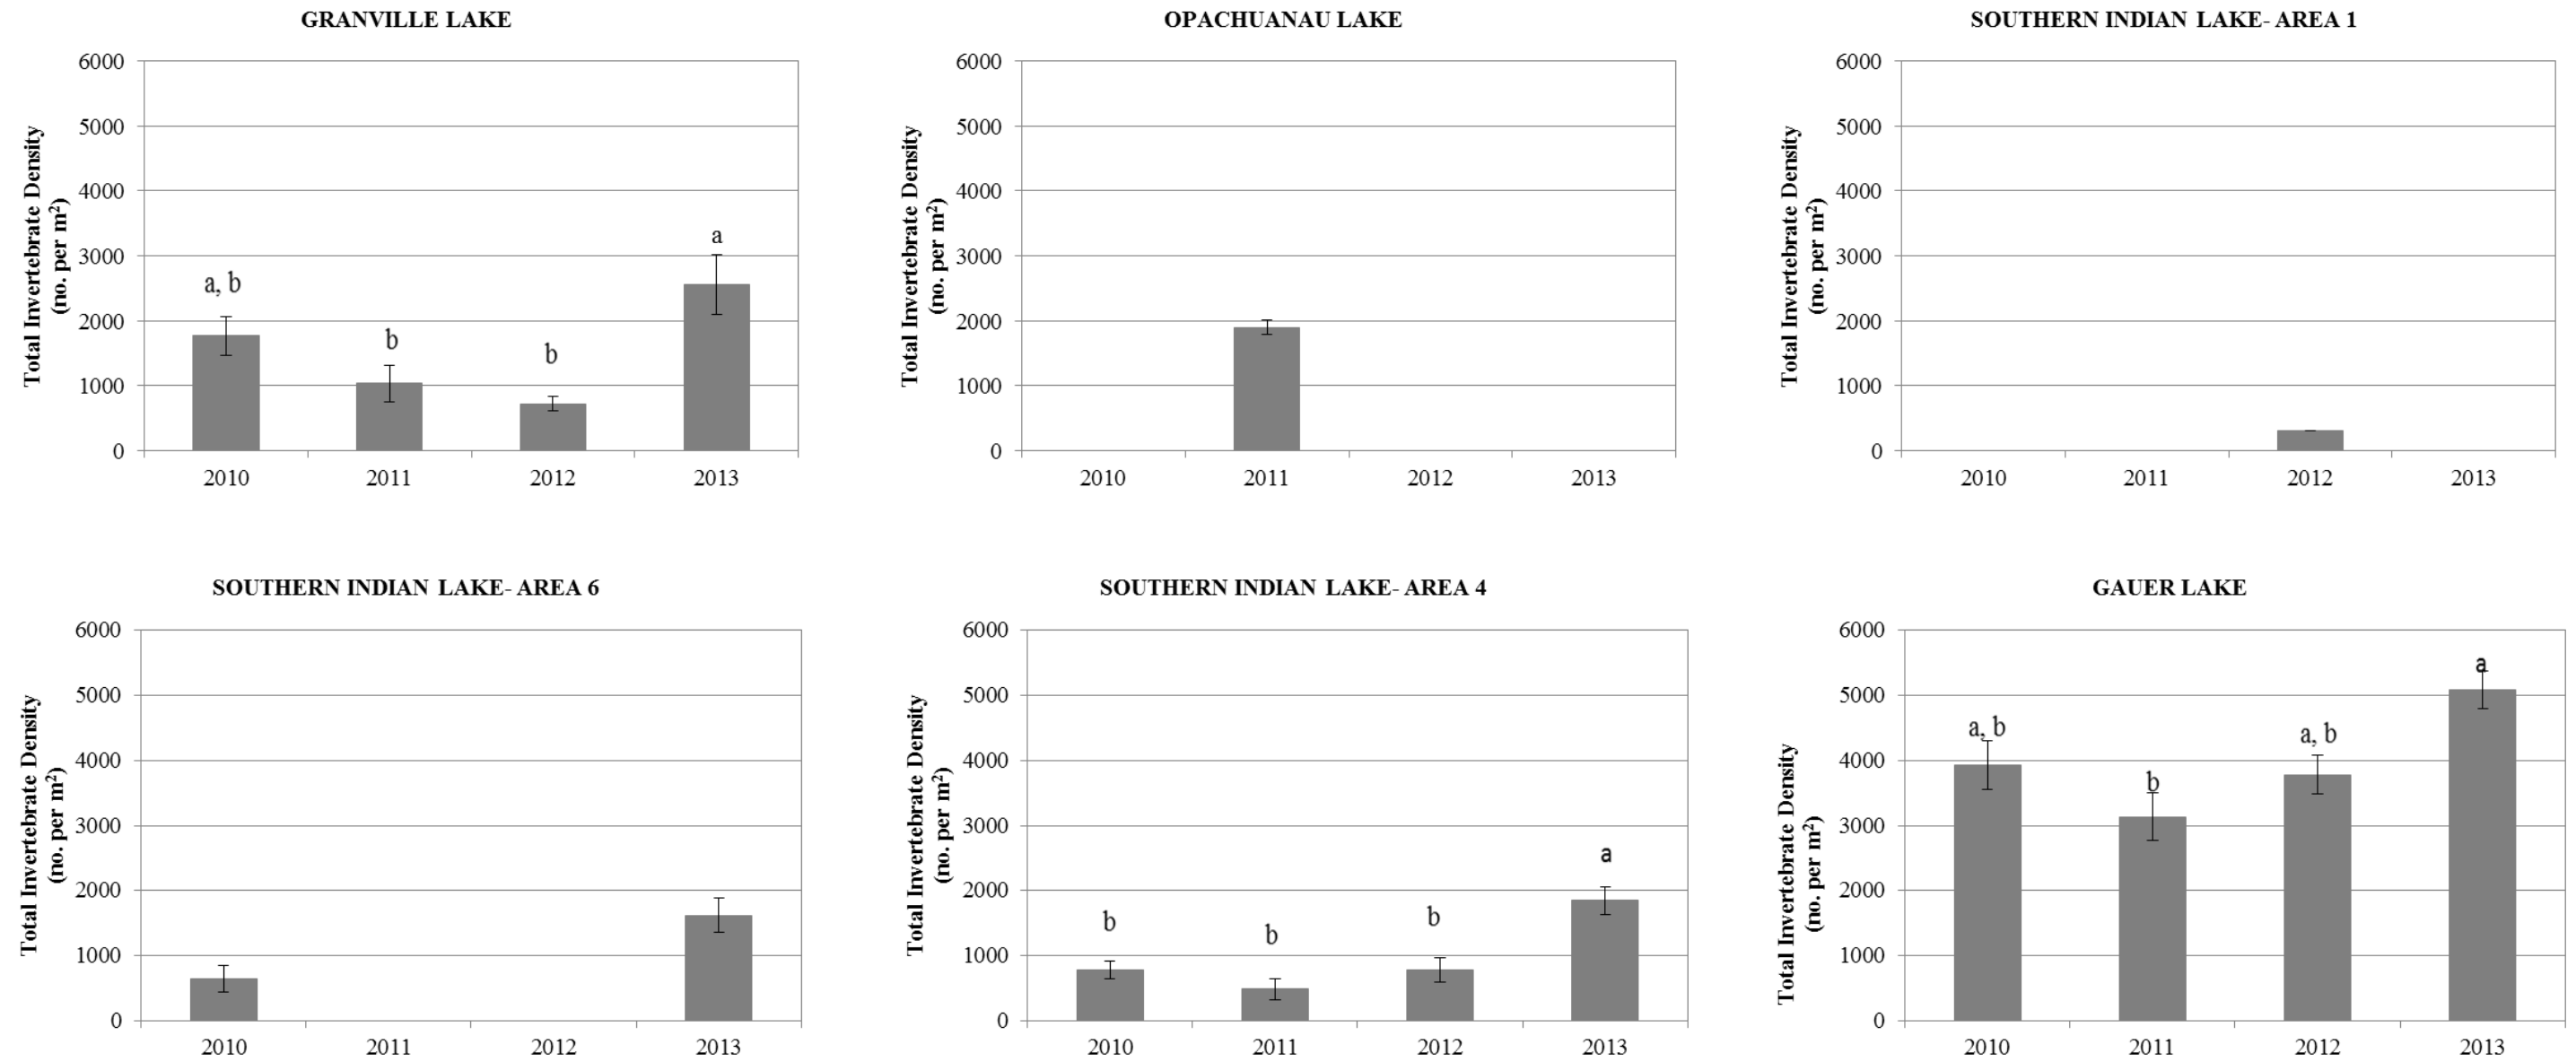 GRANVILLE LAKE
Total Invertebrate Density
(no. per m²)
6000
5000
4000
3000
2000
1000
0
a, b
b
b
a
2010 2011 2012 2013
OPACHUANAU LAKE
Total Invertebrate Density
(no. per m²)
6000
5000
4000
3000
2000
1000
0
2010 2011 2012 2013
SOUTHERN INDIAN LAKE- AREA 1
Total Invertebrate Density
(no. per m²)
6000
5000
4000
3000
2000
1000
0
2010 2011 2012 2013
SOUTHERN INDIAN LAKE- AREA 6
Total Invertebrate Density
(no. per m²)
6000
5000
4000
3000
2000
1000
0
2010 2011 2012 2013
SOUTHERN INDIAN LAKE- AREA 4
Total Invertebrate Density
(no. per m²)
6000
5000
4000
3000
2000
1000
0
b
b
b
a
2010 2011 2012 2013
GAUER LAKE
Total Invertebrate Density
(no. per m²)
6000
5000
4000
3000
2000
1000
0
a, b
b
a, b
a
2010 2011 2012 2013